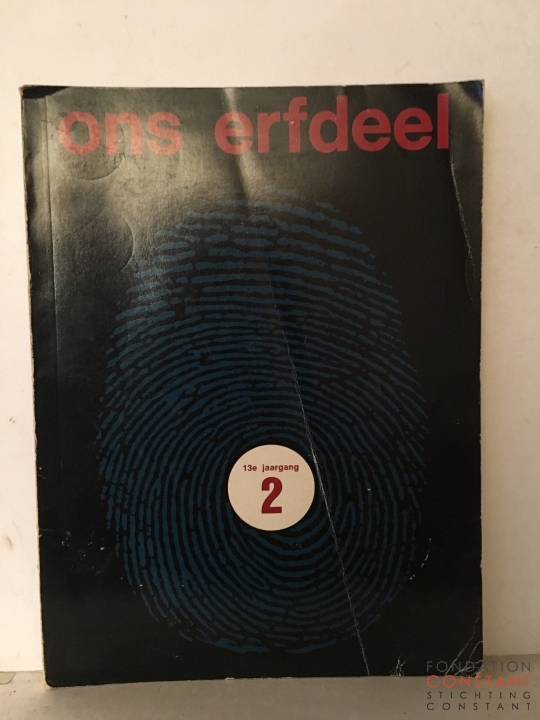 ons erfdeel
13e jaargang
2
FONDATION
CONSTANT
STICHTING
CONSTANT